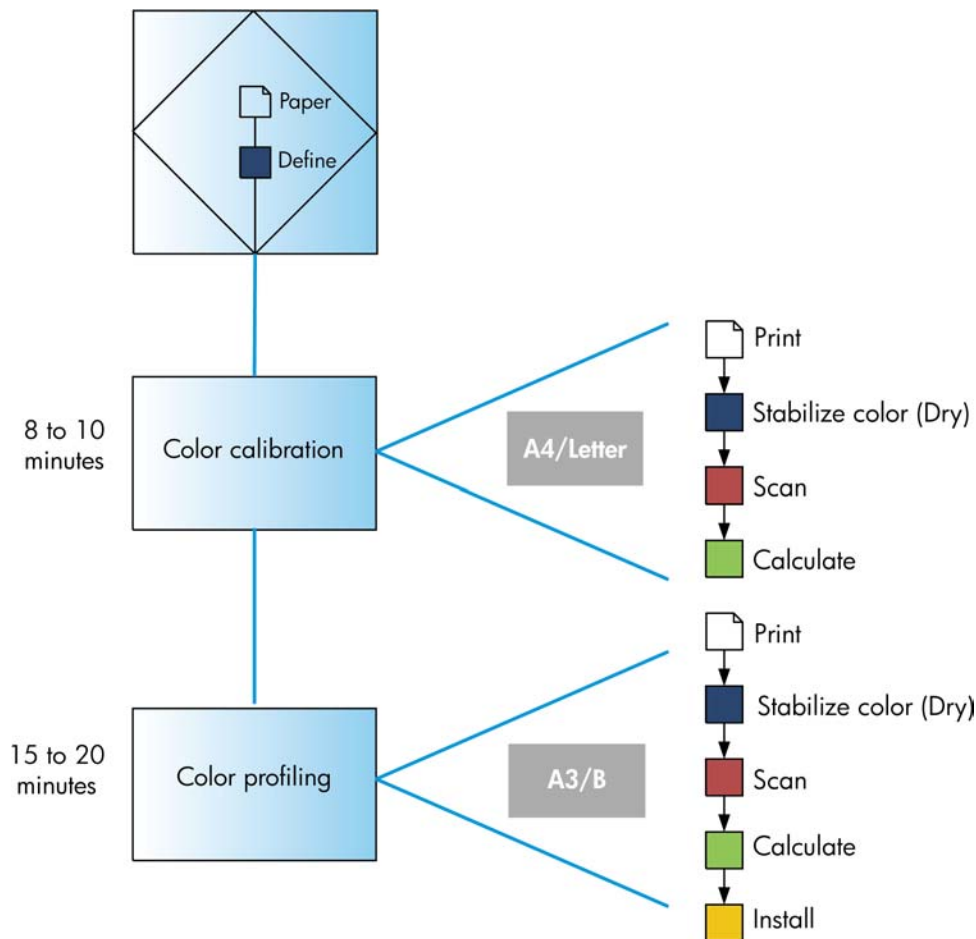 Paper
Define
8 to 10
minutes
Color calibration
A4/Letter
Print
Stabilize color (Dry)
Scan
Calculate
15 to 20
minutes
Color profiling
A3/B
Print
Stabilize color (Dry)
Scan
Calculate
Install